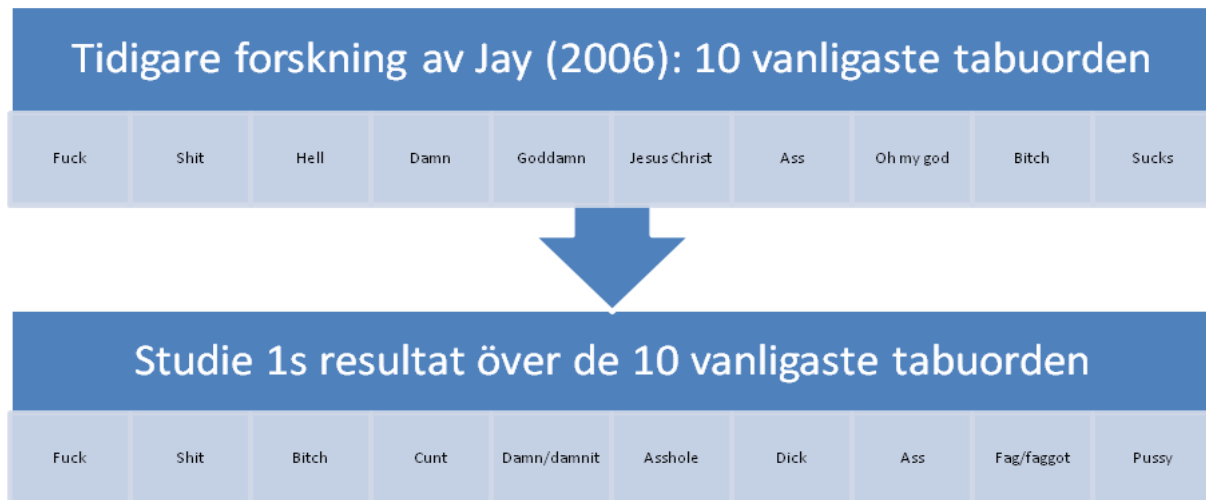 Tidigare forskning av Jay (2006): 10 vanligaste tabuorden
Fuck Shit Hell Damn Goddamn Jesus Christ Ass Oh my god Bitch Sucks
Studie 1s resultat över de 10 vanligaste tabuorden
Fuck Shit Bitch Cunt Damn/damnit Asshole Dick Ass Fag/faggot Pussy